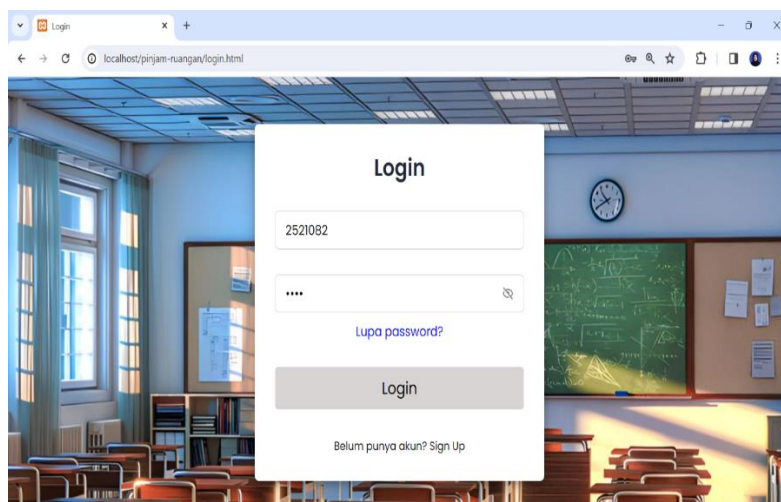 Login
localhost/pinjam-ruangan/login.html
Login
2521082
••••
Lupa password?
Login
Belum punya akun? Sign Up